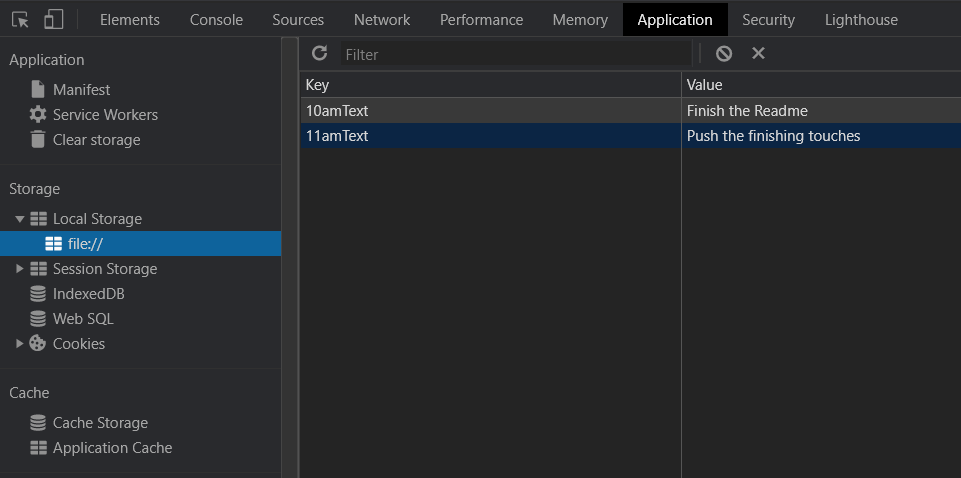 Elements Console Sources Network Performance Memory Application Security Lighthouse
Application
Manifest
Service Workers
Clear storage
Storage
Local Storage
file://
Session Storage
IndexedDB
Web SQL
Cookies
Cache
Cache Storage
Application Cache
Filter
Key Value
10amText Finish the Readme
11amText Push the finishing touches